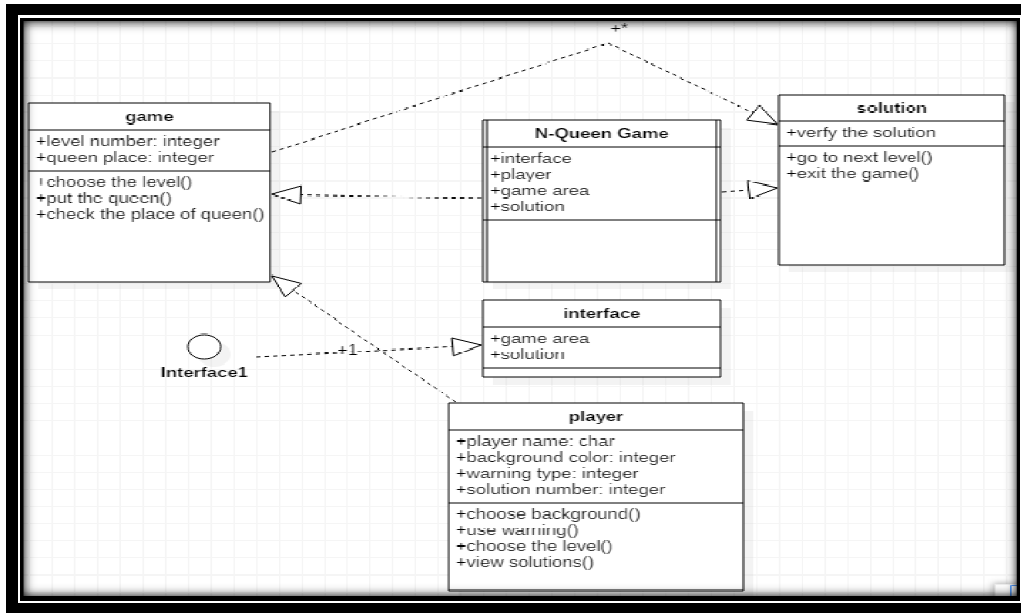 +*
game
+level number: integer
+queen place: integer
+choose the level()
+put the queen()
+check the place of queen()
N-Queen Game
+interface
+player
+game area
+solution
solution
+verfy the solution
+go to next level()
+exit the game()
Interface1
+1
interface
+game area
+solution
player
+player name: char
+background color: integer
+warning type: integer
+solution number: integer
+choose background()
+use warning()
+choose the level()
+view solutions()